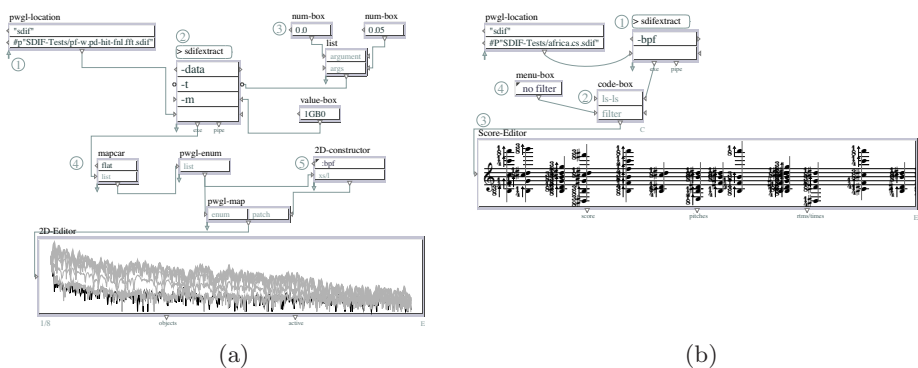 pwgl-location
"sdif"
#p"SDIF-Tests/pf-w.pd-hit-fnl.fft.sdif"
1
2
> sdifextract
-data
-t
-m
exe pipe
3
num-box
0.0
num-box
0.05
list
argument
args
value-box
1GB0
4
mapcar
flat
list
pwgl-enum
list
5
2D-constructor
:bpf
pwgl-map
enum patch
2D-Editor
1/8 objects active E
(a)
pwgl-location
"sdif"
#P"SDIF-Tests/africa.cs.sdif"
1
> sdifextract
-bpf
exe pipe
4
menu-box
no filter
2
code-box
ls-ls
filter
C
3
Score-Editor
score pitches rtms/times E
(b)